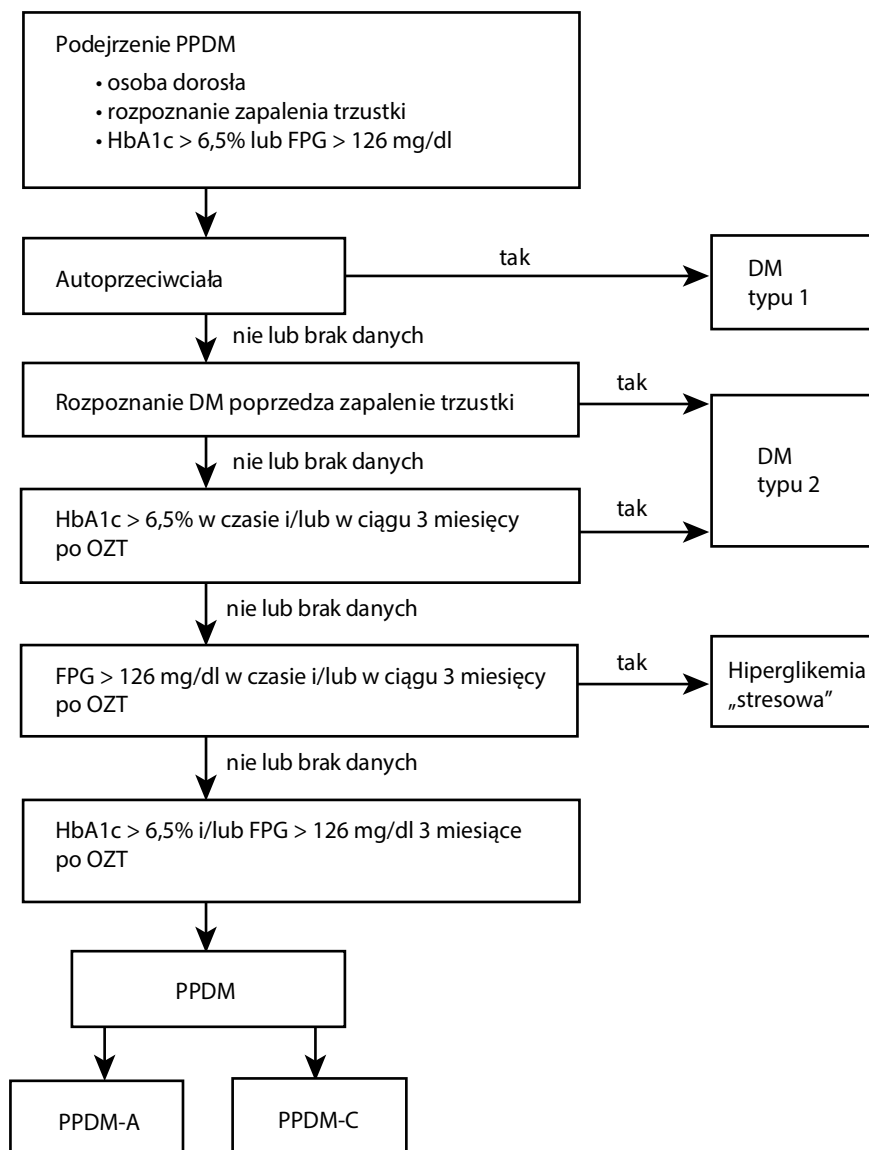 Podejrzenie PPDM
• osoba dorosła
• rozpoznanie zapalenia trzustki
• HbA1c > 6,5% lub FPG > 126 mg/dl
Autoprzeciwciała
tak
DM
typu 1
nie lub brak danych
Rozpoznanie DM poprzedza zapalenie trzustki
tak
DM
typu 2
nie lub brak danych
HbA1c > 6,5% w czasie i/lub w ciągu 3 miesięcy
po OZT
tak
nie lub brak danych
FPG > 126 mg/dl w czasie i/lub w ciągu 3 miesięcy
po OZT
tak
Hiperglikemia
„stresowa”
nie lub brak danych
HbA1c > 6,5% i/lub FPG > 126 mg/dl 3 miesiące
po OZT
PPDM
PPDM-A
PPDM-C